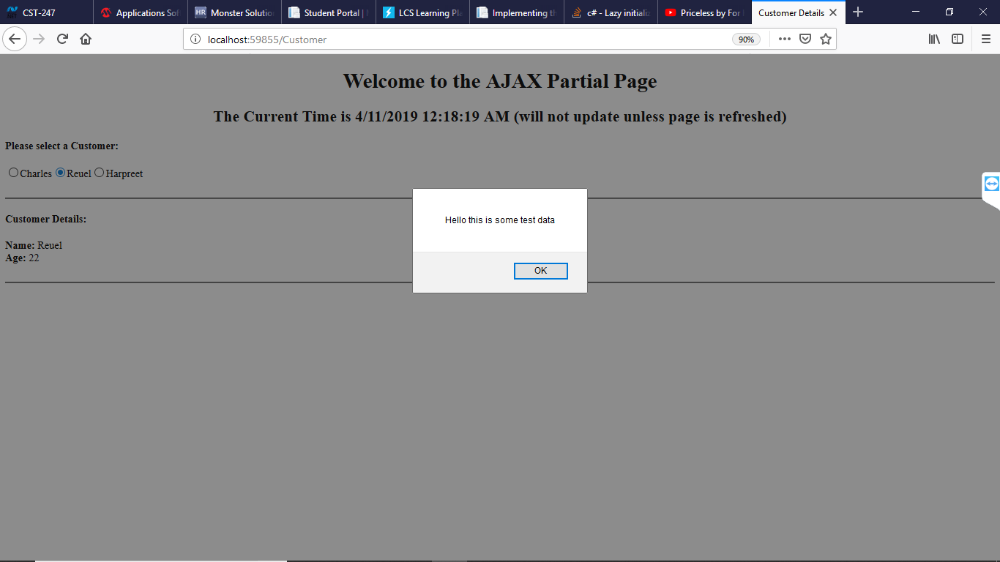 CST-247
Applications Sof
HR Monster Solution
Student Portal |
LCS Learning Pla
Implementing th
c# - Lazy initializ
Priceless by For
Customer Details
localhost:59855/Customer
90%
Welcome to the AJAX Partial Page
The Current Time is 4/11/2019 12:18:19 AM (will not update unless page is refreshed)
Please select a Customer:
Charles Reuel Harpreet
Hello this is some test data
OK
Customer Details:
Name: Reuel
Age: 22